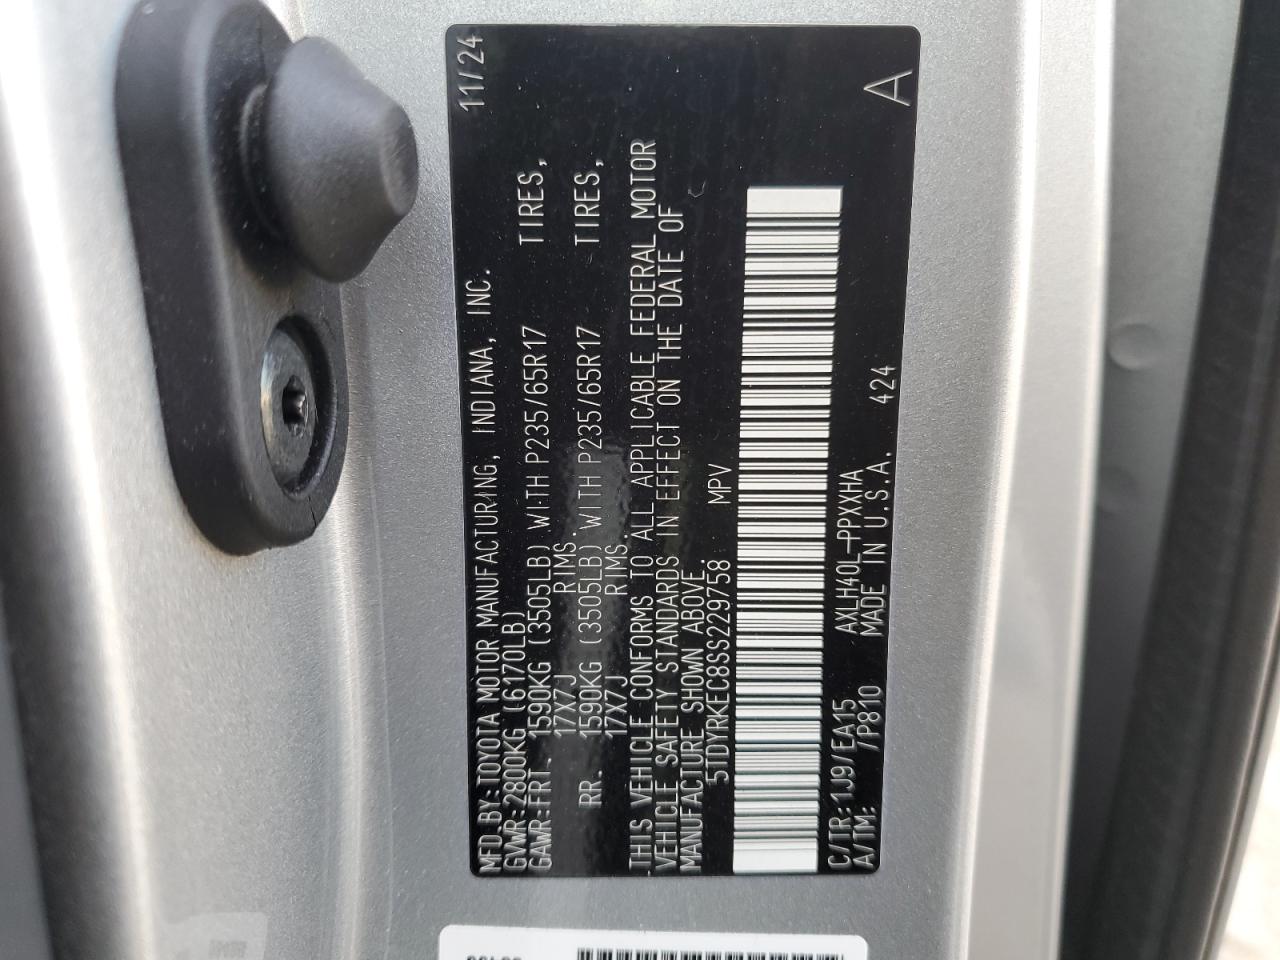 MFD.BY:TOYOTA MOTOR MANUFACTURING, INDIANA, INC. 11/24
GVWR:2800KG(6170LB)
GAWR:FRT. 1590KG (3505LB) WITH P235/65R17 TIRES,
17X7J RIMS.
RR. 1590KG (3505LB) WITH P235/65R17 TIRES,
17X7J RIMS.
THIS VEHICLE CONFORMS TO ALL APPLICABLE FEDERAL MOTOR
VEHICLE SAFETY STANDARDS IN EFFECT ON THE DATE OF
MANUFACTURE SHOWN ABOVE.
5TDYRKEC8SS229758 MPV
C/TR:1J9/EA15 AXLH40L-PPXXHA
A/TM: /P810 MADE IN U.S.A. 424 A